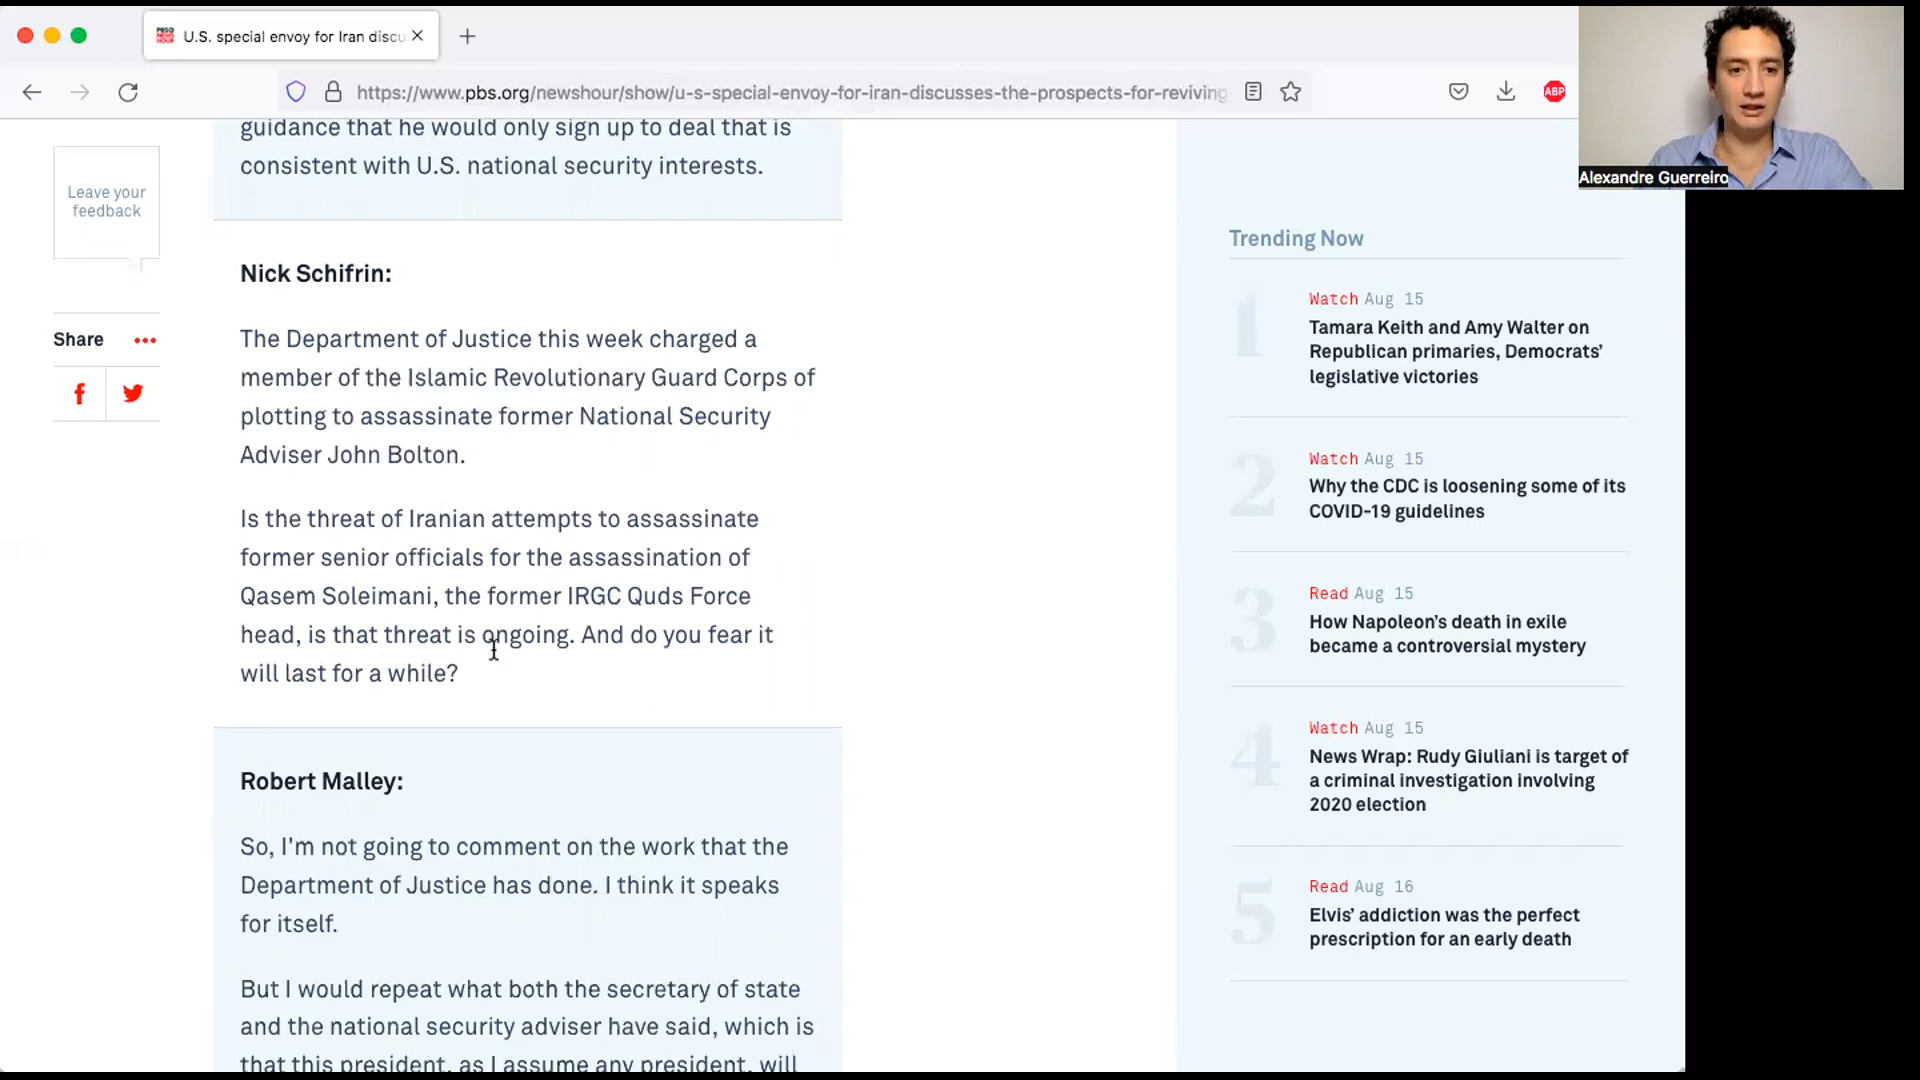 U.S. special envoy for Iran discu
https://www.pbs.org/newshour/show/u-s-special-envoy-for-iran-discusses-the-prospects-for-reviving-
ABP
Alexandre Guerreiro
Leave your
feedback
Share
guidance that he would only sign up to deal that is
consistent with U.S. national security interests.
Nick Schifrin:
The Department of Justice this week charged a
member of the Islamic Revolutionary Guard Corps of
plotting to assassinate former National Security
Adviser John Bolton.
Is the threat of Iranian attempts to assassinate
former senior officials for the assassination of
Qasem Soleimani, the former IRGC Quds Force
head, is that threat is ongoing. And do you fear it
will last for a while?
Robert Malley:
So, I'm not going to comment on the work that the
Department of Justice has done. I think it speaks
for itself.
But I would repeat what both the secretary of state
and the national security adviser have said, which is
that this president, as I assume any president, will
Trending Now
1
Watch Aug 15
Tamara Keith and Amy Walter on
Republican primaries, Democrats’
legislative victories
2
Watch Aug 15
Why the CDC is loosening some of its
COVID-19 guidelines
3
Read Aug 15
How Napoleon’s death in exile
became a controversial mystery
4
Watch Aug 15
News Wrap: Rudy Giuliani is target of
a criminal investigation involving
2020 election
5
Read Aug 16
Elvis’ addiction was the perfect
prescription for an early death